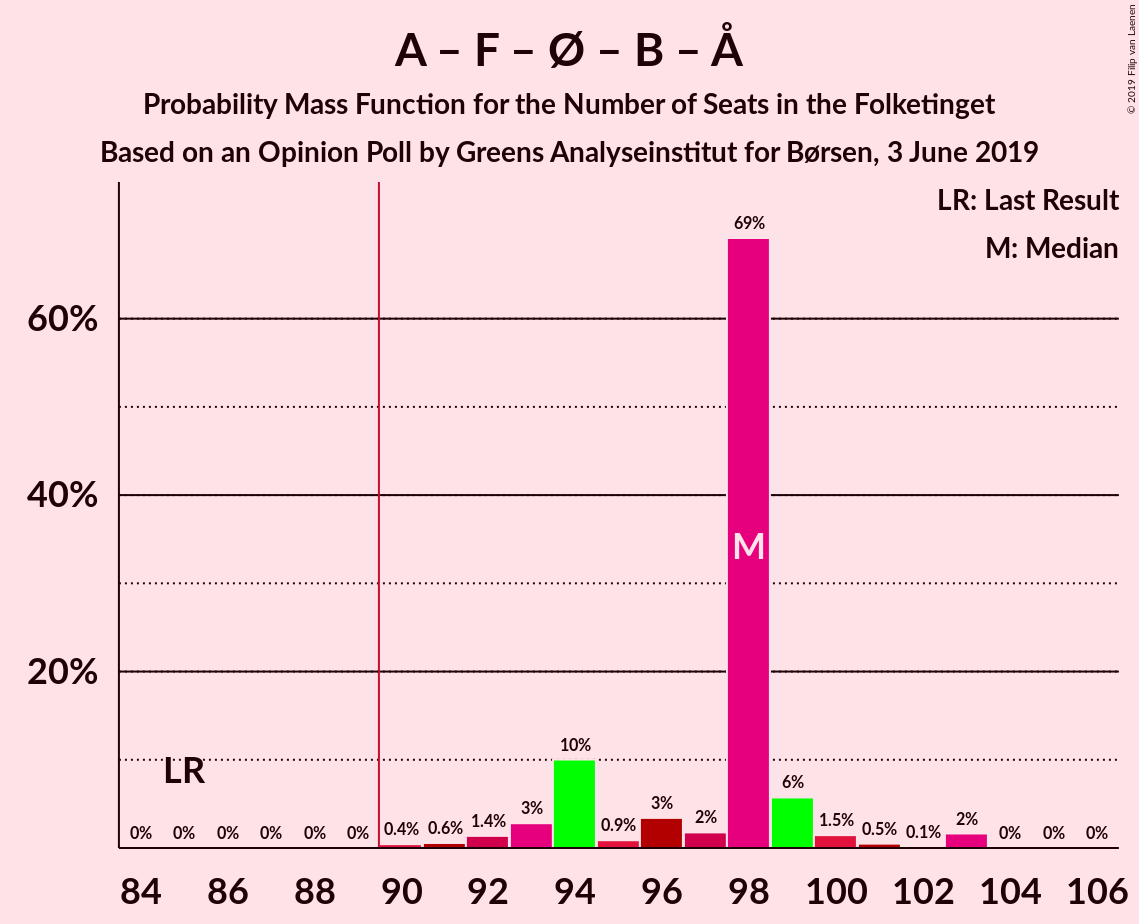 A – F – Ø – B – Å
Probability Mass Function for the Number of Seats in the Folketinget
Based on an Opinion Poll by Greens Analyseinstitut for Børsen, 3 June 2019
© 2019 Filip van Laenen
LR: Last Result
M: Median
60%
40%
20%
LR
M
0% 0% 0% 0% 0% 0% 0.4% 0.6% 1.4% 3% 10% 0.9% 3% 2% 69% 6% 1.5% 0.5% 0.1% 2% 0% 0% 0%
84 86 88 90 92 94 96 98 100 102 104 106